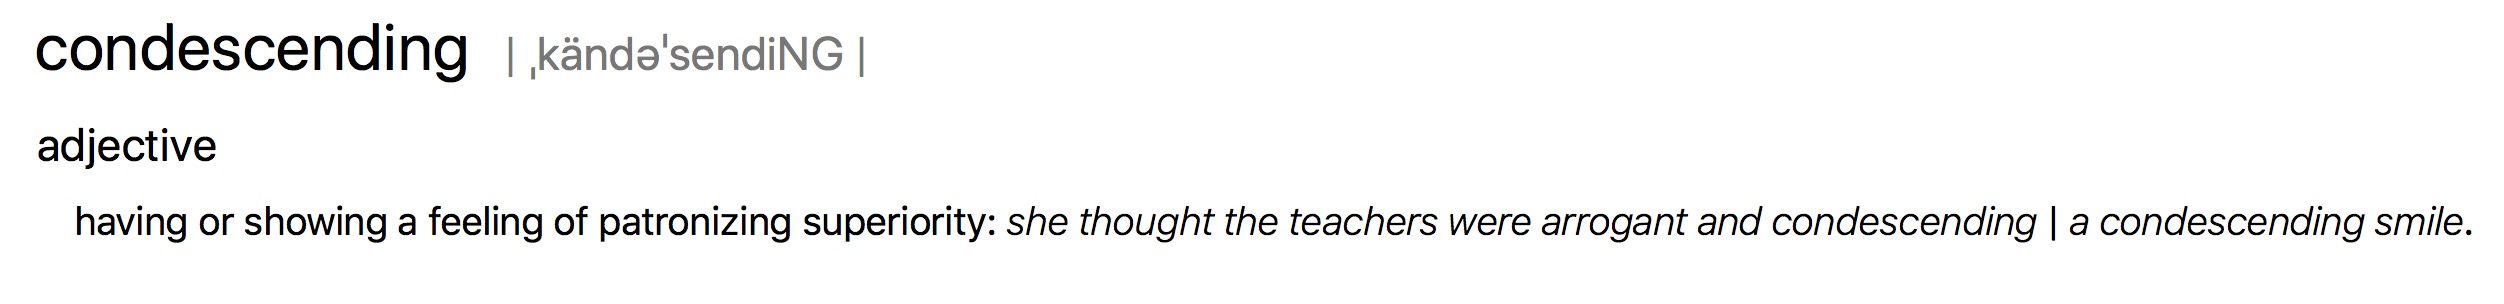 condescending | ˌkändəˈsendiNG |
adjective
having or showing a feeling of patronizing superiority: she thought the teachers were arrogant and condescending | a condescending smile.